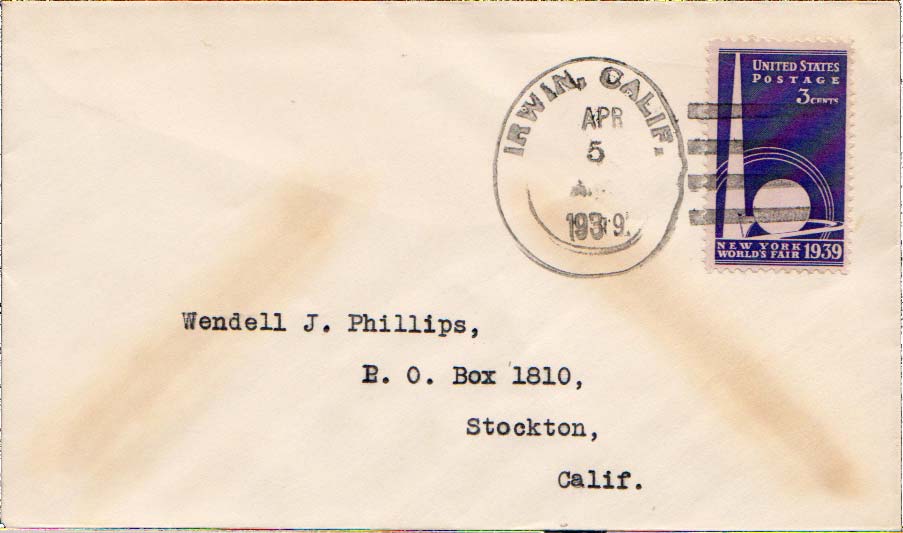 IRWIN, CALIF.
APR
5
1939
UNITED STATES
POSTAGE
3 CENTS
NEW YORK
WORLD'S FAIR 1939
Wendell J. Phillips,
P. O. Box 1810,
Stockton,
Calif.